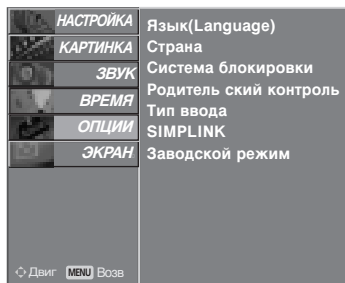 НАСТРОЙКА
КАРТИНКА
ЗВУК
ВРЕМЯ
ОПЦИИ
ЭКРАН
Язык(Language)
Страна
Система блокировки
Родитель ский контроль
Тип ввода
SIMPLINK
Заводской режим
Двиг MENU Возв